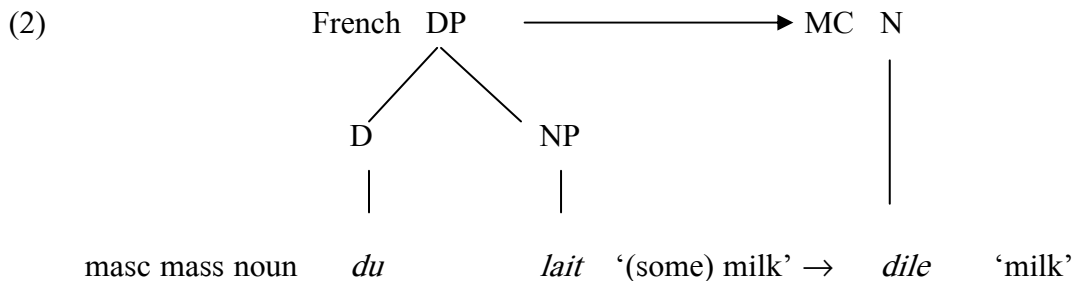 (2) French DP MC N
D NP
masc mass noun du lait ‘(some) milk’ → dile ‘milk’